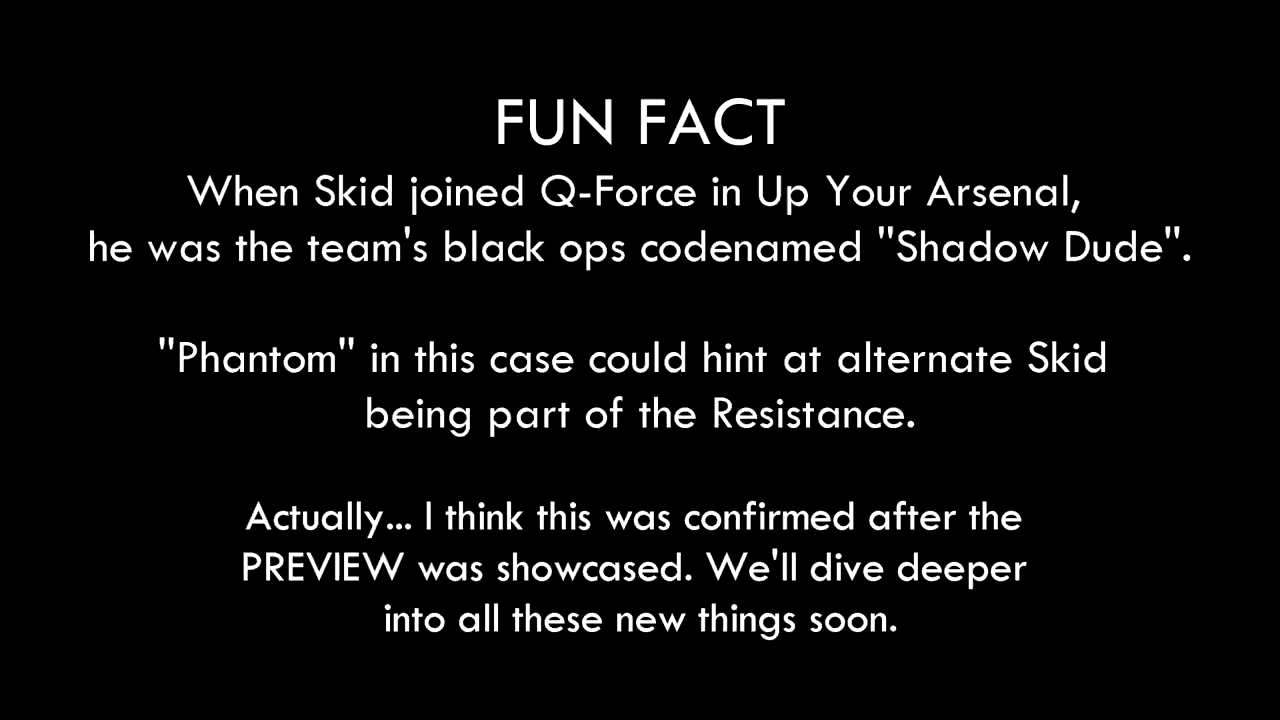 FUN FACT
When Skid joined Q-Force in Up Your Arsenal,
he was the team's black ops codenamed "Shadow Dude".
"Phantom" in this case could hint at alternate Skid
being part of the Resistance.
Actually... I think this was confirmed after the
PREVIEW was showcased. We'll dive deeper
into all these new things soon.